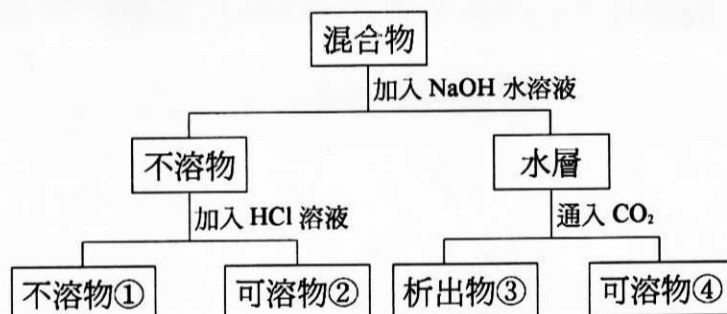 混合物
加入 NaOH 水溶液
不溶物
水層
加入 HCl 溶液
通入 CO₂
不溶物①
可溶物②
析出物③
可溶物④